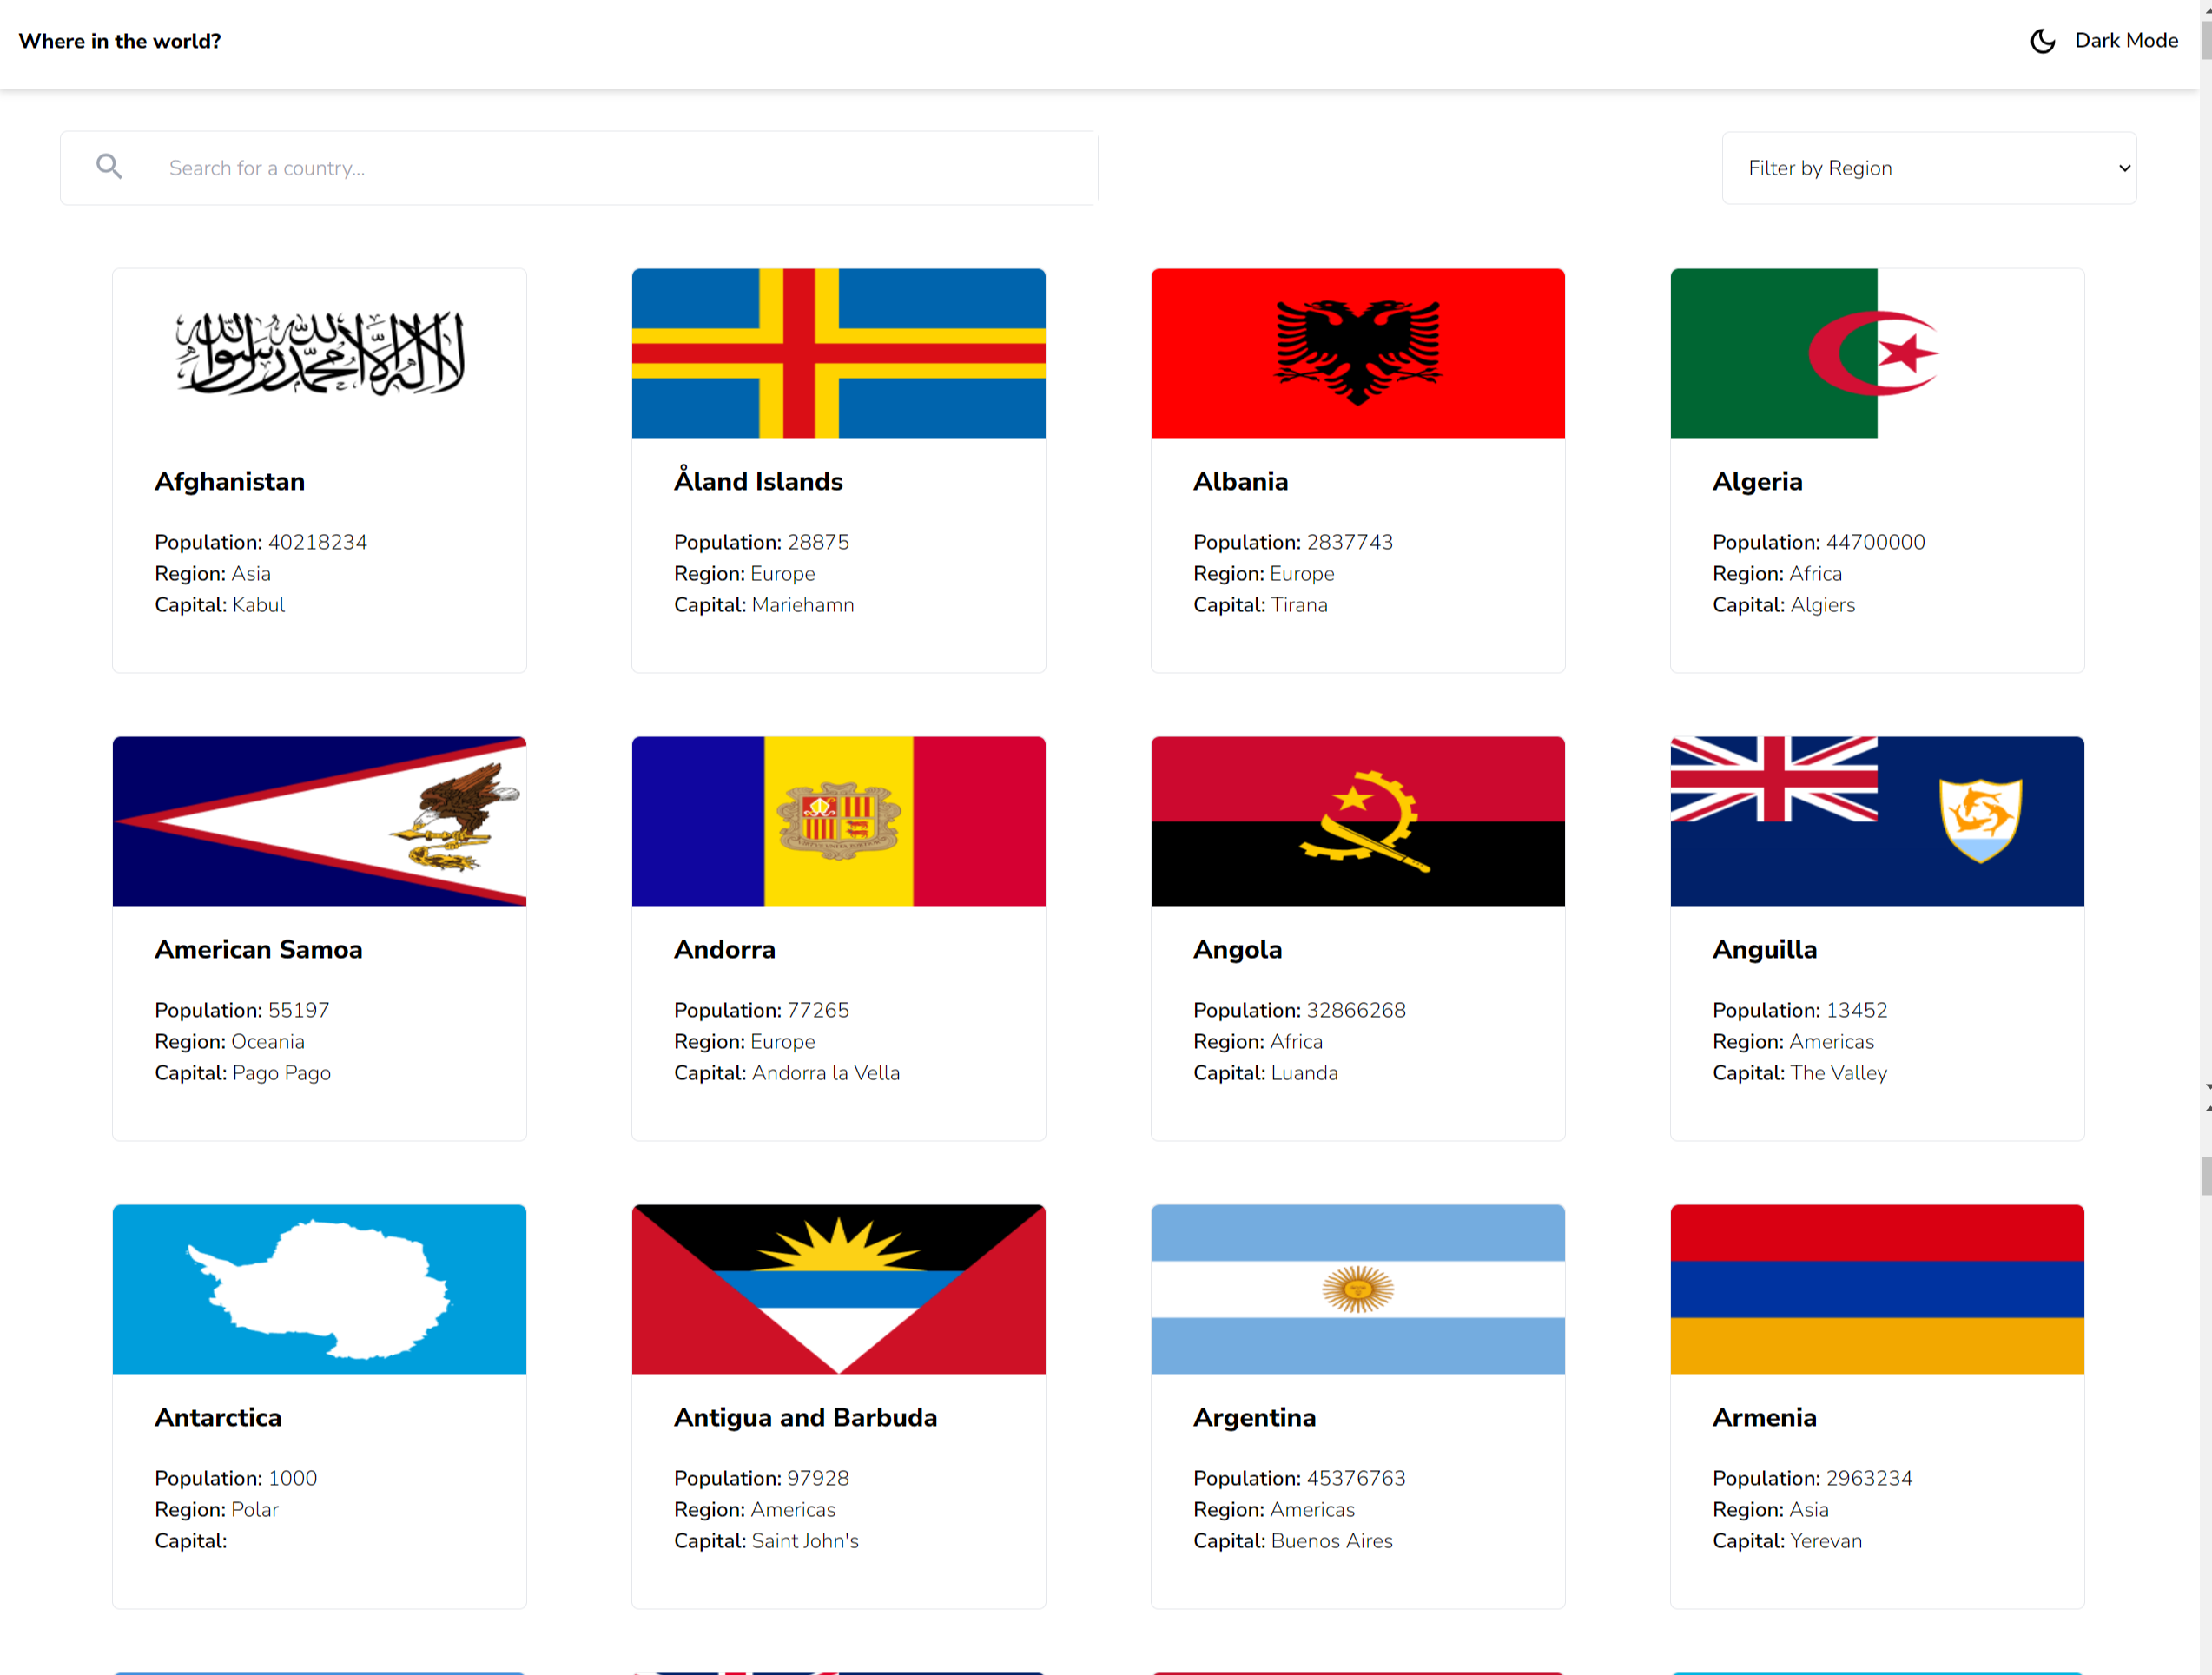 Where in the world?
Dark Mode
Search for a country...
Filter by Region
لا إله إلا الله محمد رسول الله
Afghanistan
Population: 40218234
Region: Asia
Capital: Kabul
Åland Islands
Population: 28875
Region: Europe
Capital: Mariehamn
Albania
Population: 2837743
Region: Europe
Capital: Tirana
Algeria
Population: 44700000
Region: Africa
Capital: Algiers
American Samoa
Population: 55197
Region: Oceania
Capital: Pago Pago
Andorra
Population: 77265
Region: Europe
Capital: Andorra la Vella
Angola
Population: 32866268
Region: Africa
Capital: Luanda
Anguilla
Population: 13452
Region: Americas
Capital: The Valley
Antarctica
Population: 1000
Region: Polar
Capital:
Antigua and Barbuda
Population: 97928
Region: Americas
Capital: Saint John's
Argentina
Population: 45376763
Region: Americas
Capital: Buenos Aires
Armenia
Population: 2963234
Region: Asia
Capital: Yerevan